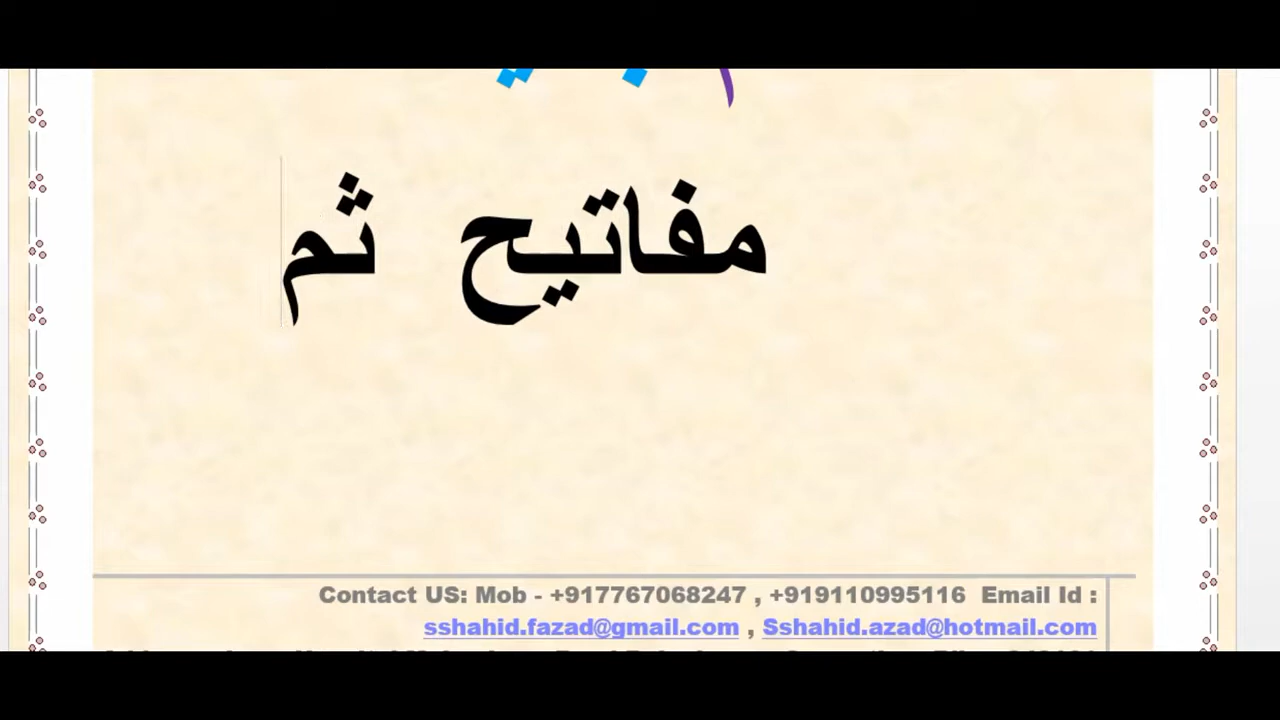 مفاتيح ثم
Contact US: Mob - +917767068247 , +919110995116 Email Id :
sshahid.fazad@gmail.com , Sshahid.azad@hotmail.com